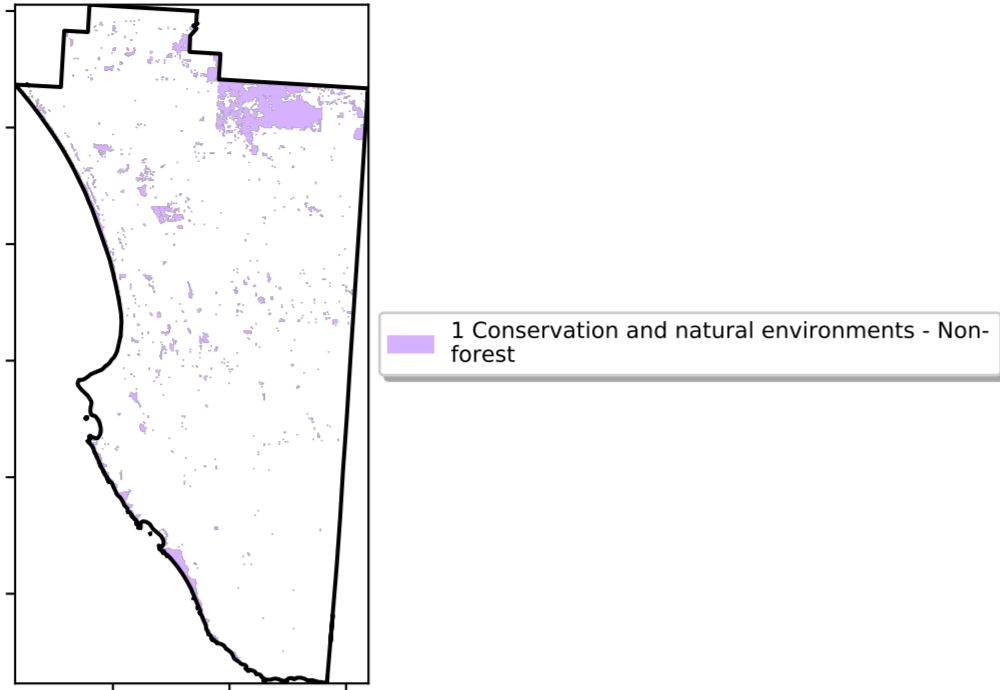 1 Conservation and natural environments - Non-
forest